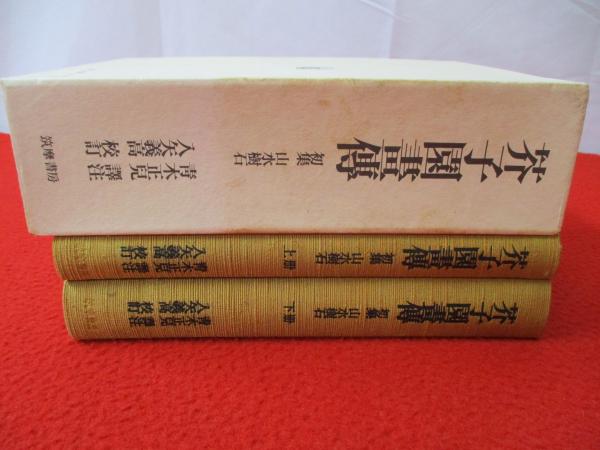 芥子園畫傳
初集 山水樹石
青木正兒 譯注
入矢義高 校訂
筑摩書房
芥子園畫傳
初集 山水樹石 上册
青木正兒 譯注
入矢義高 校訂
芥子園畫傳
初集 山水樹石 下册
青木正兒 譯注
入矢義高 校訂